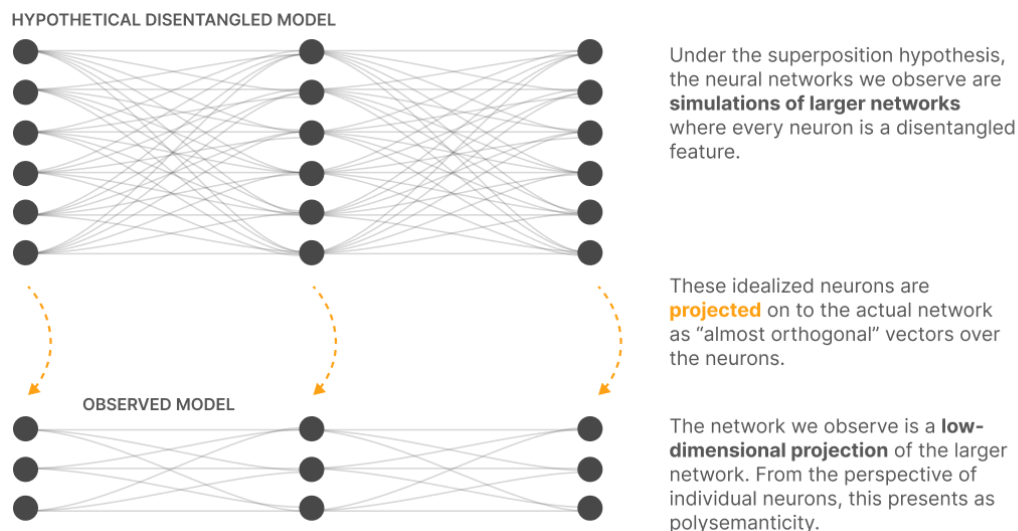 HYPOTHETICAL DISENTANGLED MODEL
Under the superposition hypothesis,
the neural networks we observe are
simulations of larger networks
where every neuron is a disentangled
feature.
These idealized neurons are
projected on to the actual network
as “almost orthogonal” vectors over
the neurons.
OBSERVED MODEL
The network we observe is a low-
dimensional projection of the larger
network. From the perspective of
individual neurons, this presents as
polysemanticity.